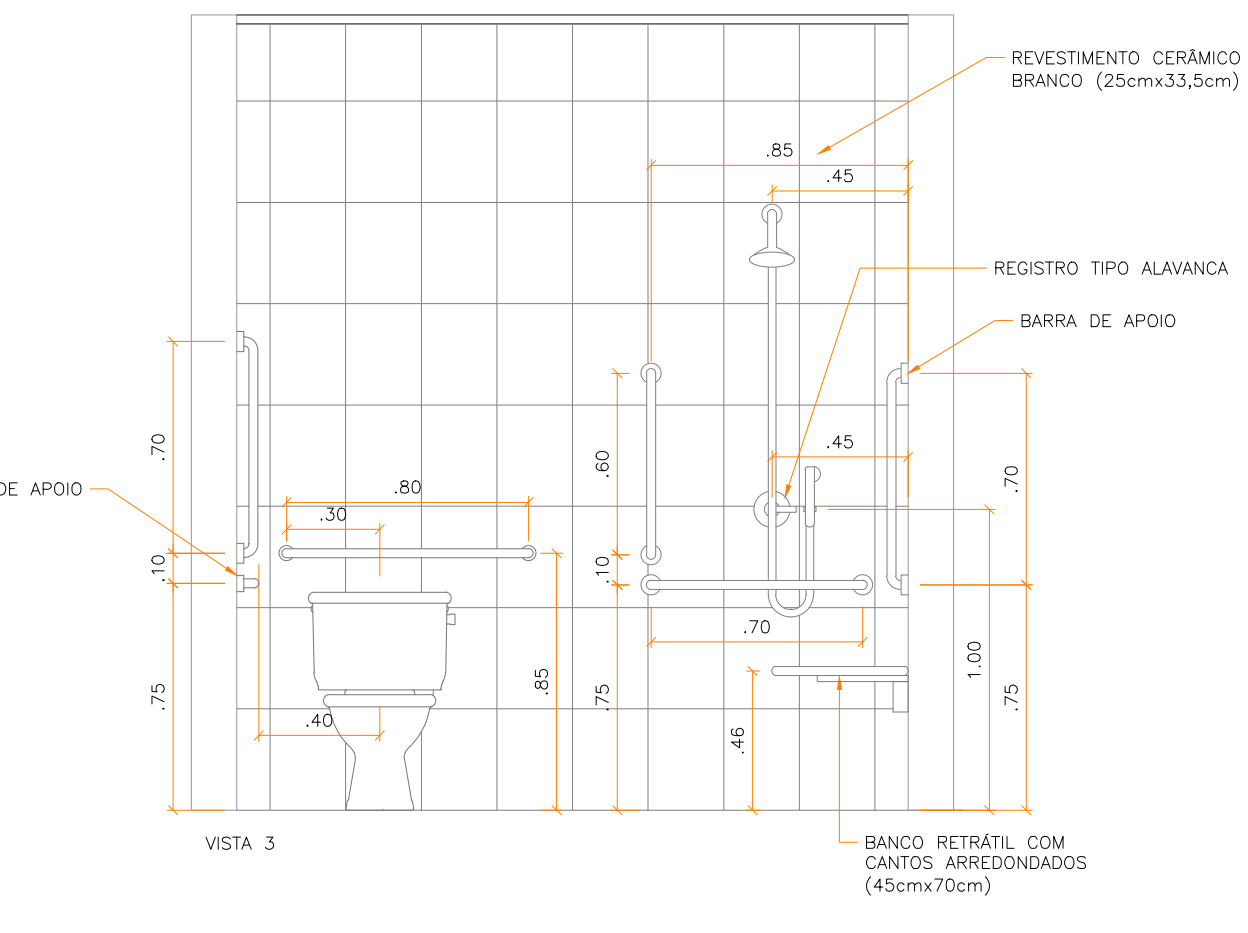 REVESTIMENTO CERÂMICO
BRANCO (25cmx33,5cm)
.85
.45
REGISTRO TIPO ALAVANCA
BARRA DE APOIO
.70
.60
.45
.70
DE APOIO
.80
.30
.10
.10
.70
1.00
.75
.85
.75
.75
.40
.46
VISTA 3
BANCO RETRÁTIL COM
CANTOS ARREDONDADOS
(45cmx70cm)